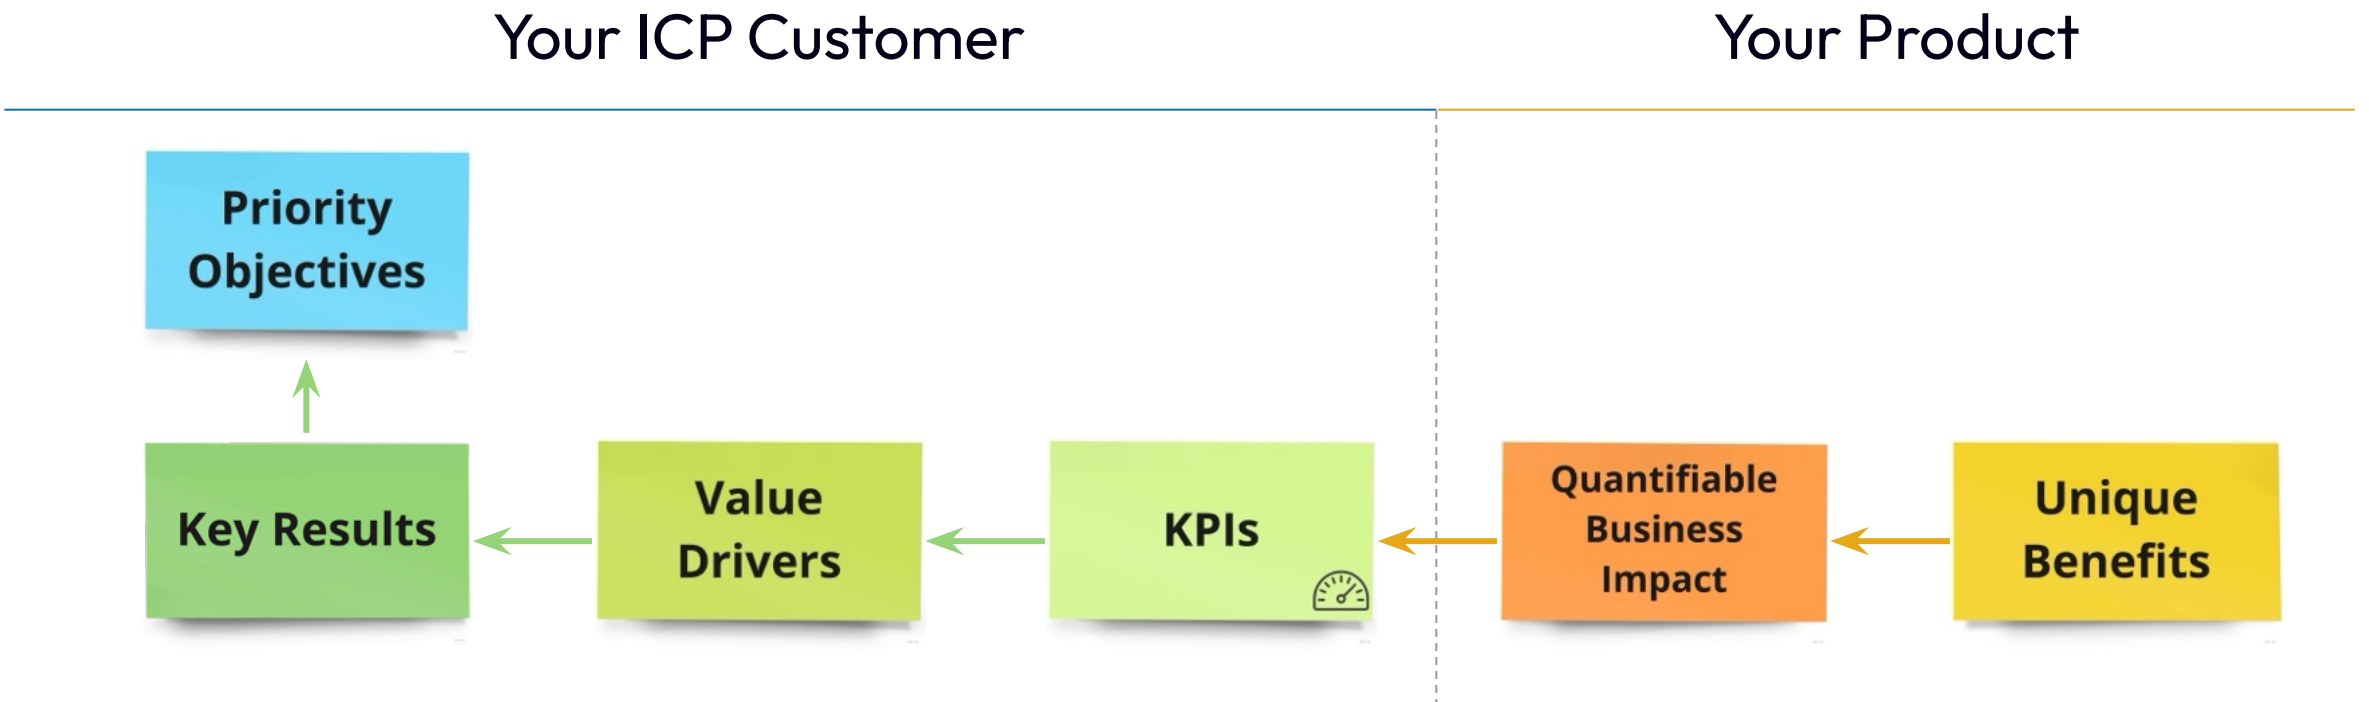 Your ICP Customer
Your Product
Priority
Objectives
Key Results
Value
Drivers
KPIs
Quantifiable
Business
Impact
Unique
Benefits